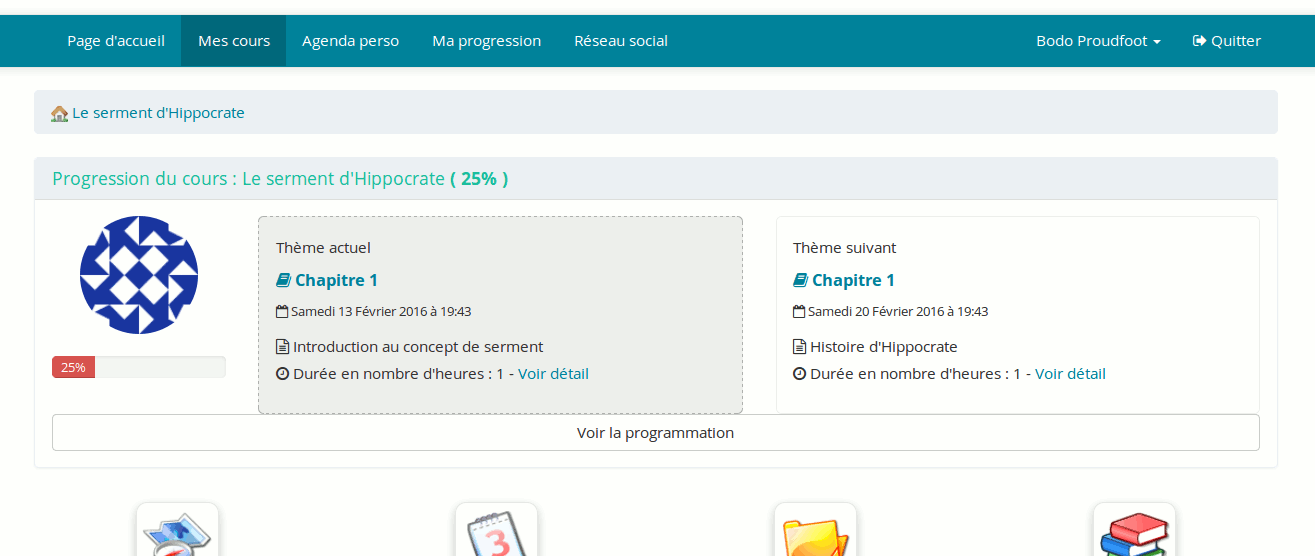 Page d'accueil Mes cours Agenda perso Ma progression Réseau social Bodo Proudfoot Quitter
Le serment d'Hippocrate
Progression du cours : Le serment d'Hippocrate ( 25% )
25%
Thème actuel
Chapitre 1
Samedi 13 Février 2016 à 19:43
Introduction au concept de serment
Durée en nombre d'heures : 1 - Voir détail
Thème suivant
Chapitre 1
Samedi 20 Février 2016 à 19:43
Histoire d'Hippocrate
Durée en nombre d'heures : 1 - Voir détail
Voir la programmation
3